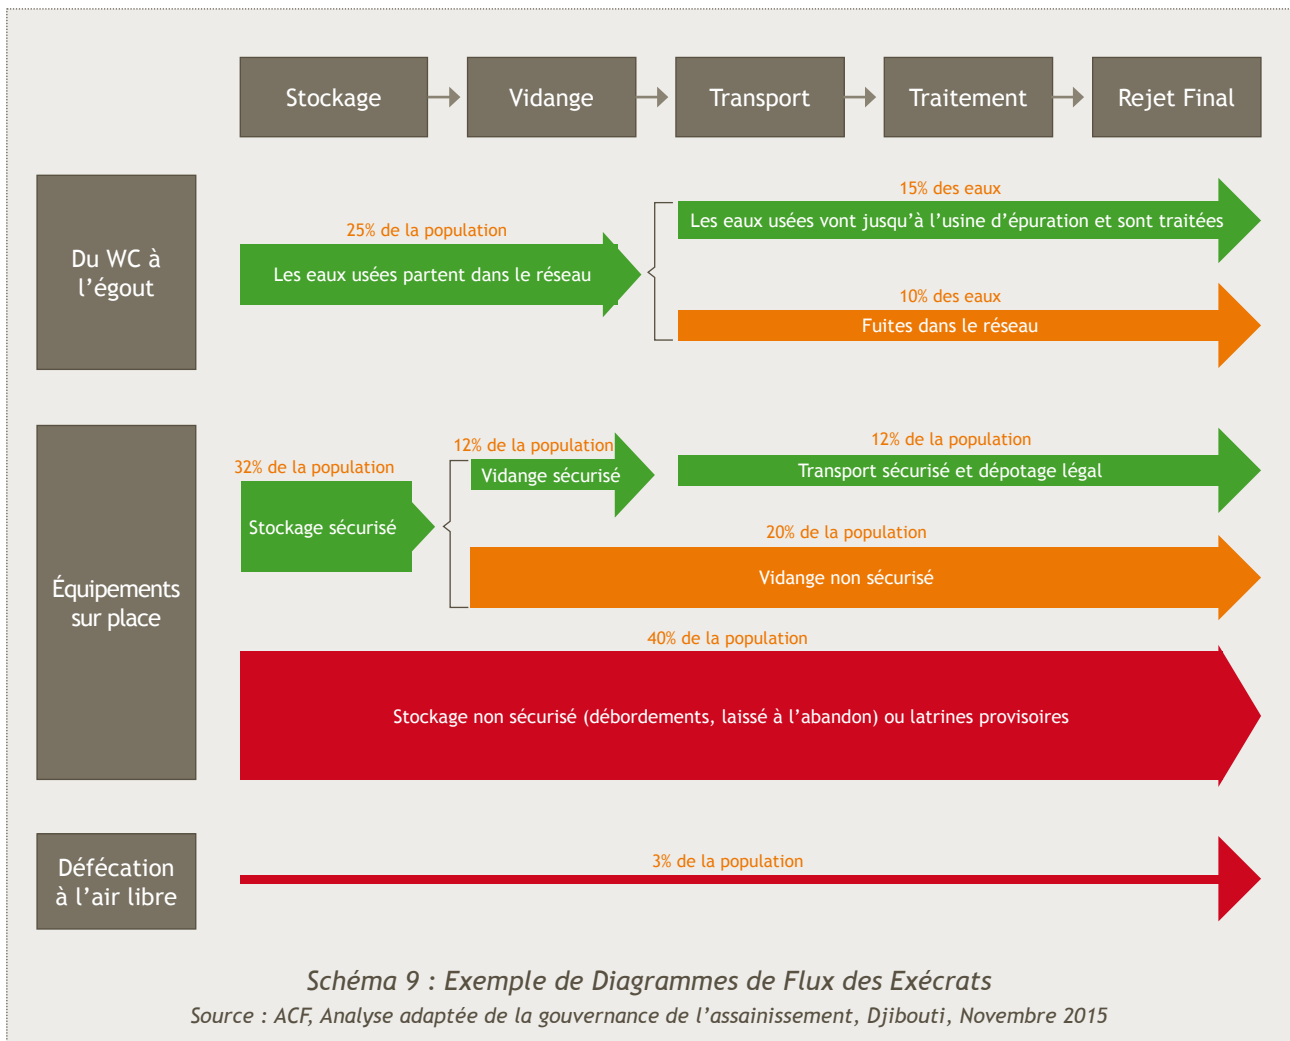 Stockage
Vidange
Transport
Traitement
Rejet Final
Du WC à
l’égout
25% de la population
Les eaux usées partent dans le réseau
15% des eaux
Les eaux usées vont jusqu’à l’usine d’épuration et sont traitées
10% des eaux
Fuites dans le réseau
Équipements
sur place
32% de la population
Stockage sécurisé
12% de la population
Vidange sécurisé
12% de la population
Transport sécurisé et dépotage légal
20% de la population
Vidange non sécurisé
40% de la population
Stockage non sécurisé (débordements, laissé à l’abandon) ou latrines provisoires
Défécation
à l’air libre
3% de la population
Schéma 9 : Exemple de Diagrammes de Flux des Exécrats
Source : ACF, Analyse adaptée de la gouvernance de l’assainissement, Djibouti, Novembre 2015